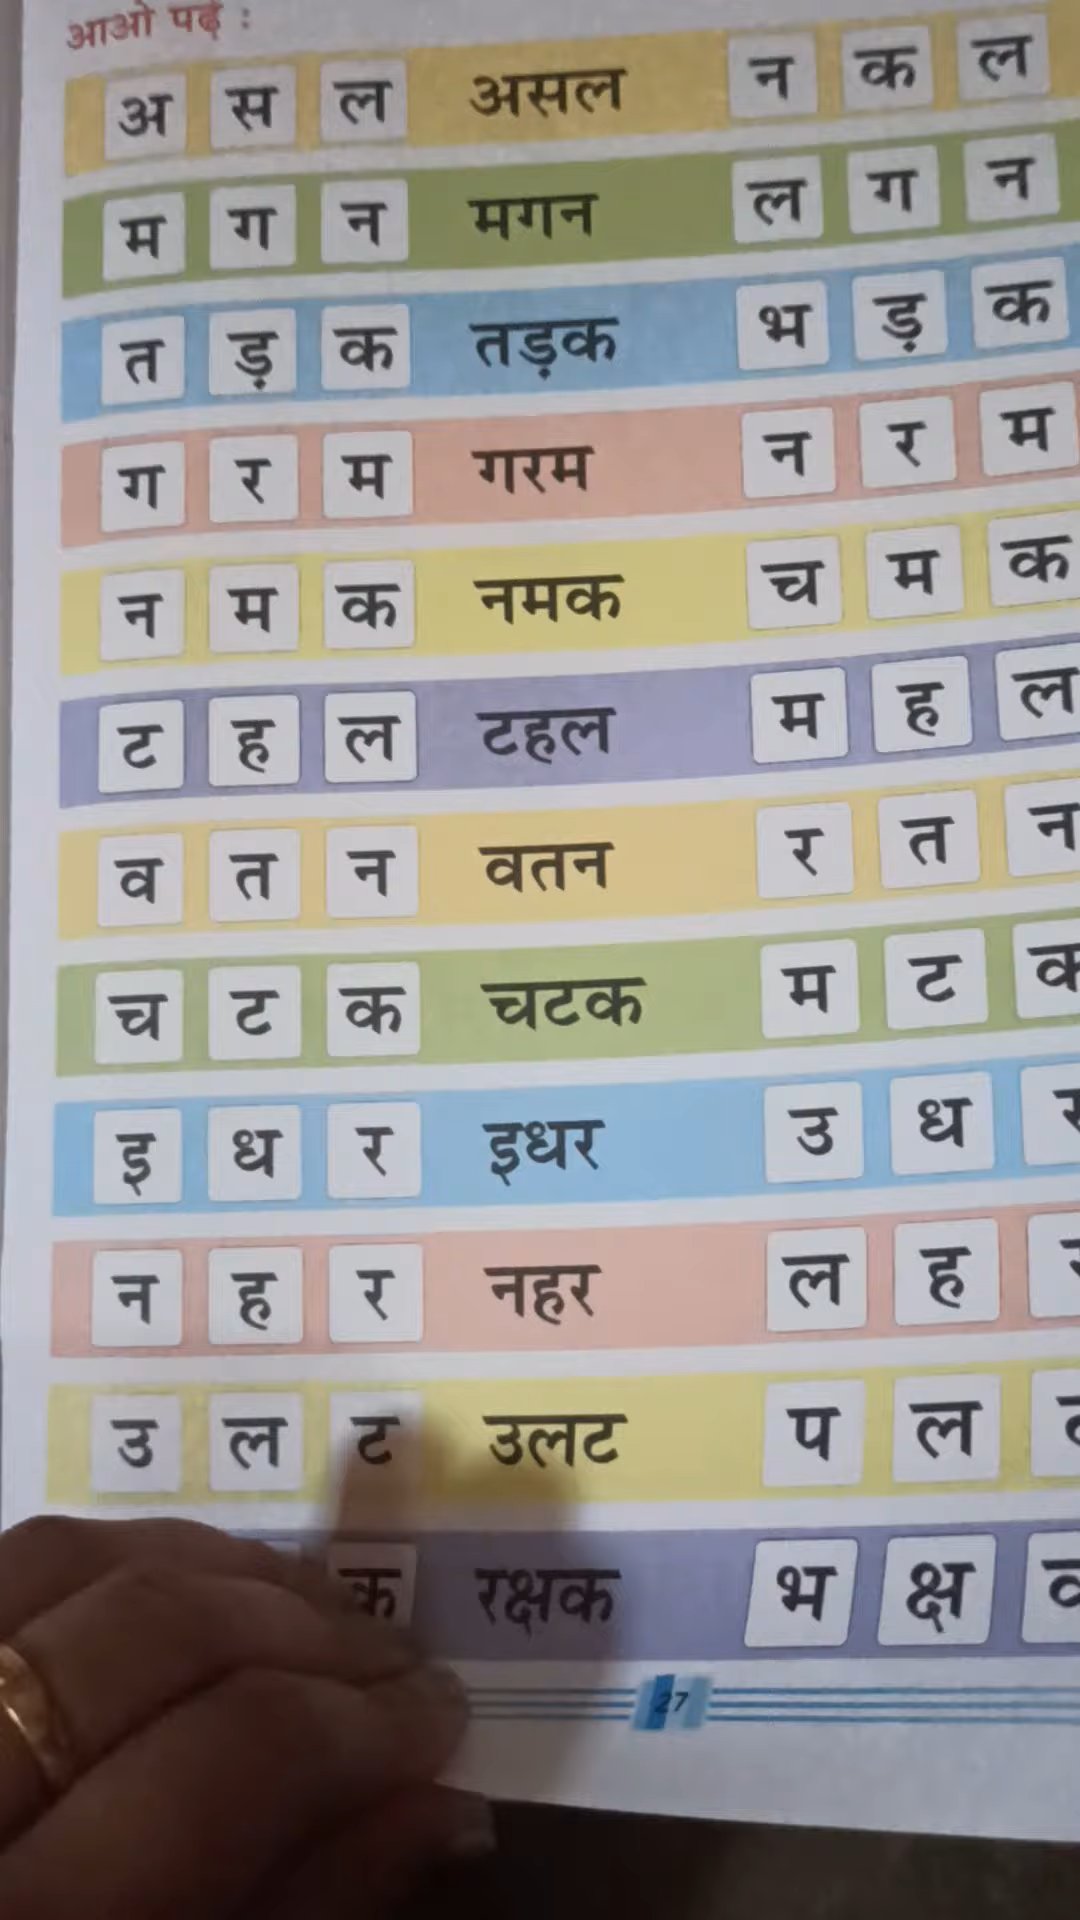 आओ पढ़ें :
अ स ल असल न क ल
म ग न मगन ल ग न
त ड़ क तड़क भ ड़ क
ग र म गरम न र म
न म क नमक च म क
ट ह ल टहल म ह ल
व त न वतन र त न
च ट क चटक म ट क
इ ध र इधर उ ध
न ह र नहर ल ह
उ ल ट उलट प ल
क रक्षक भ क्ष
27